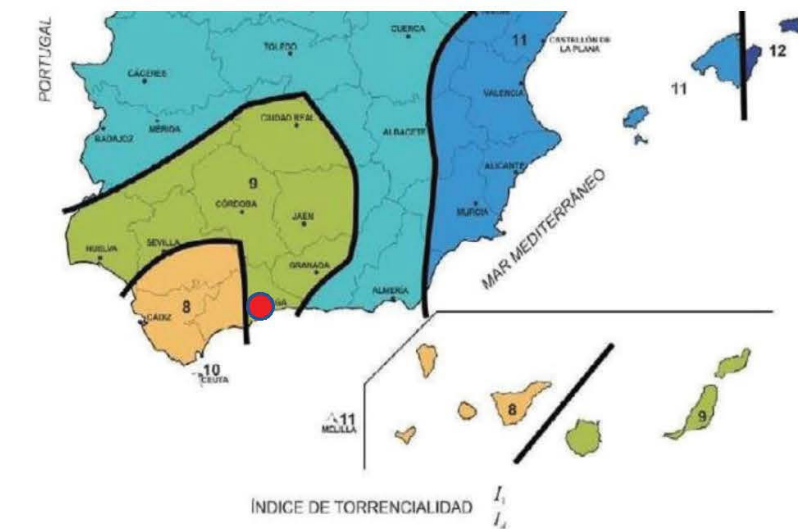 PORTUGAL
CUENCA
TOLEDO
11
CASTELLÓN DE
LA PLANA
12
CÁCERES
11
VALENCIA
MÉRIDA
CIUDAD REAL
BADAJOZ
ALBACETE
ALICANTE
9
CÓRDOBA
JAÉN
MURCIA
MAR MEDITERRÁNEO
HUELVA
SEVILLA
GRANADA
ALMERÍA
8
GA
CÁDIZ
10
CEUTA
11
MELILLA
8
9
ÍNDICE DE TORRENCIALIDAD